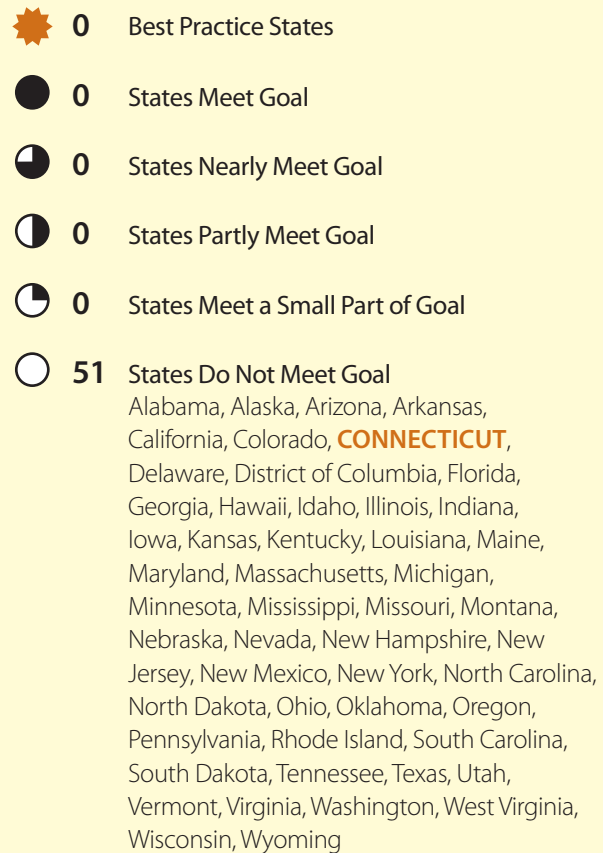 0 Best Practice States
0 States Meet Goal
0 States Nearly Meet Goal
0 States Partly Meet Goal
0 States Meet a Small Part of Goal
51 States Do Not Meet Goal
Alabama, Alaska, Arizona, Arkansas,
California, Colorado, CONNECTICUT,
Delaware, District of Columbia, Florida,
Georgia, Hawaii, Idaho, Illinois, Indiana,
Iowa, Kansas, Kentucky, Louisiana, Maine,
Maryland, Massachusetts, Michigan,
Minnesota, Mississippi, Missouri, Montana,
Nebraska, Nevada, New Hampshire, New
Jersey, New Mexico, New York, North Carolina,
North Dakota, Ohio, Oklahoma, Oregon,
Pennsylvania, Rhode Island, South Carolina,
South Dakota, Tennessee, Texas, Utah,
Vermont, Virginia, Washington, West Virginia,
Wisconsin, Wyoming